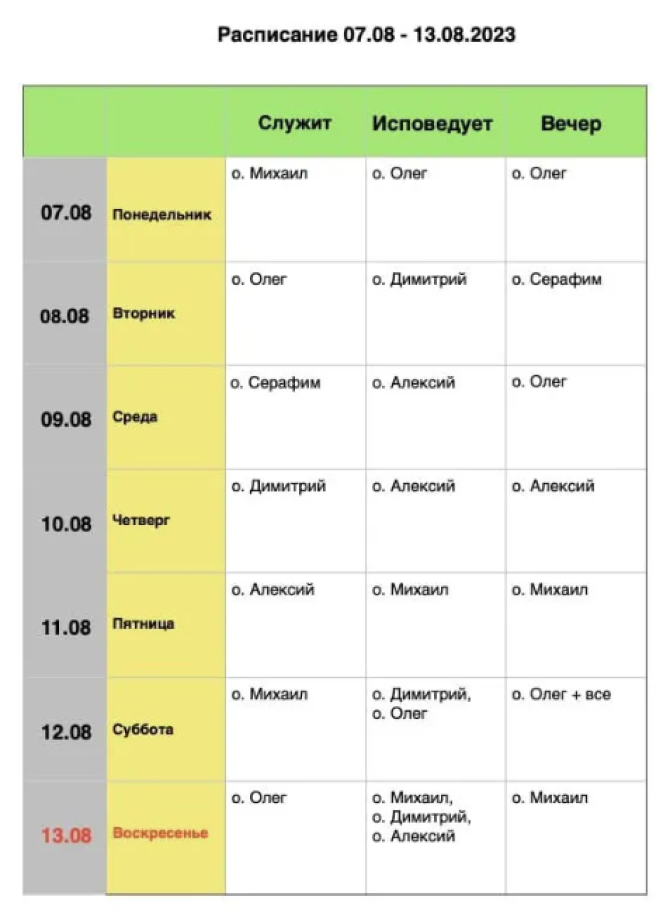 Расписание 07.08 - 13.08.2023
Служит Исповедует Вечер
07.08 Понедельник о. Михаил о. Олег о. Олег
08.08 Вторник о. Олег о. Димитрий о. Серафим
09.08 Среда о. Серафим о. Алексий о. Олег
10.08 Четверг о. Димитрий о. Алексий о. Алексий
11.08 Пятница о. Алексий о. Михаил о. Михаил
12.08 Суббота о. Михаил о. Димитрий, о. Олег + все
о. Олег
13.08 Воскресенье о. Олег о. Михаил, о. Михаил
о. Димитрий,
о. Алексий